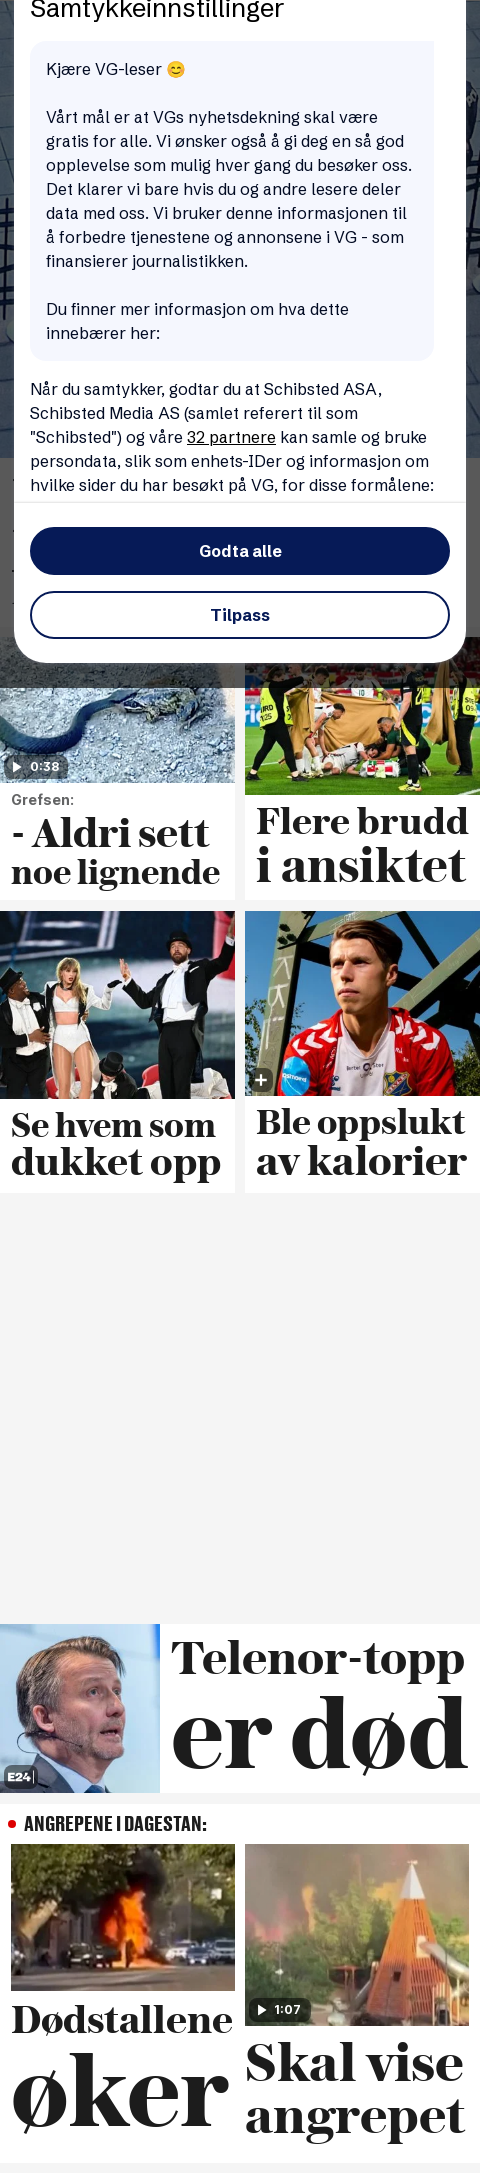 Samtykkeinnstillinger
Kjære VG-leser 😊
Vårt mål er at VGs nyhetsdekning skal være
gratis for alle. Vi ønsker også å gi deg en så god
opplevelse som mulig hver gang du besøker oss.
Det klarer vi bare hvis du og andre lesere deler
data med oss. Vi bruker denne informasjonen til
å forbedre tjenestene og annonsene i VG - som
finansierer journalistikken.
Du finner mer informasjon om hva dette
innebærer her:
Når du samtykker, godtar du at Schibsted ASA,
Schibsted Media AS (samlet referert til som
"Schibsted") og våre 32 partnere kan samle og bruke
persondata, slik som enhets-IDer og informasjon om
hvilke sider du har besøkt på VG, for disse formålene:
Godta alle
Tilpass
0:38
Grefsen:
- Aldri sett
noe lignende
Flere brudd
i ansiktet
Se hvem som
dukket opp
Ble oppslukt
av kalorier
Telenor-topp
er død
E24
ANGREPENE I DAGESTAN:
Dødstallene
øker
1:07
Skal vise
angrepet